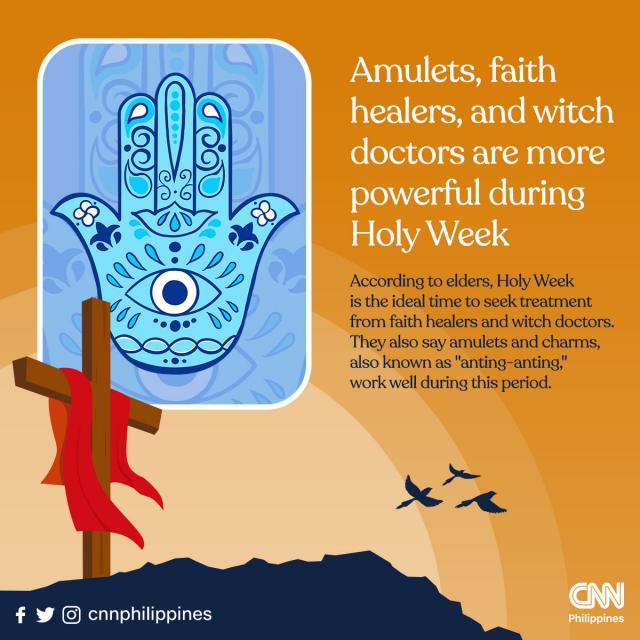 Amulets, faith
healers, and witch
doctors are more
powerful during
Holy Week
According to elders, Holy Week
is the ideal time to seek treatment
from faith healers and witch doctors.
They also say amulets and charms,
also known as "anting-anting,"
work well during this period.
cnnphilippines
CNN
Philippines